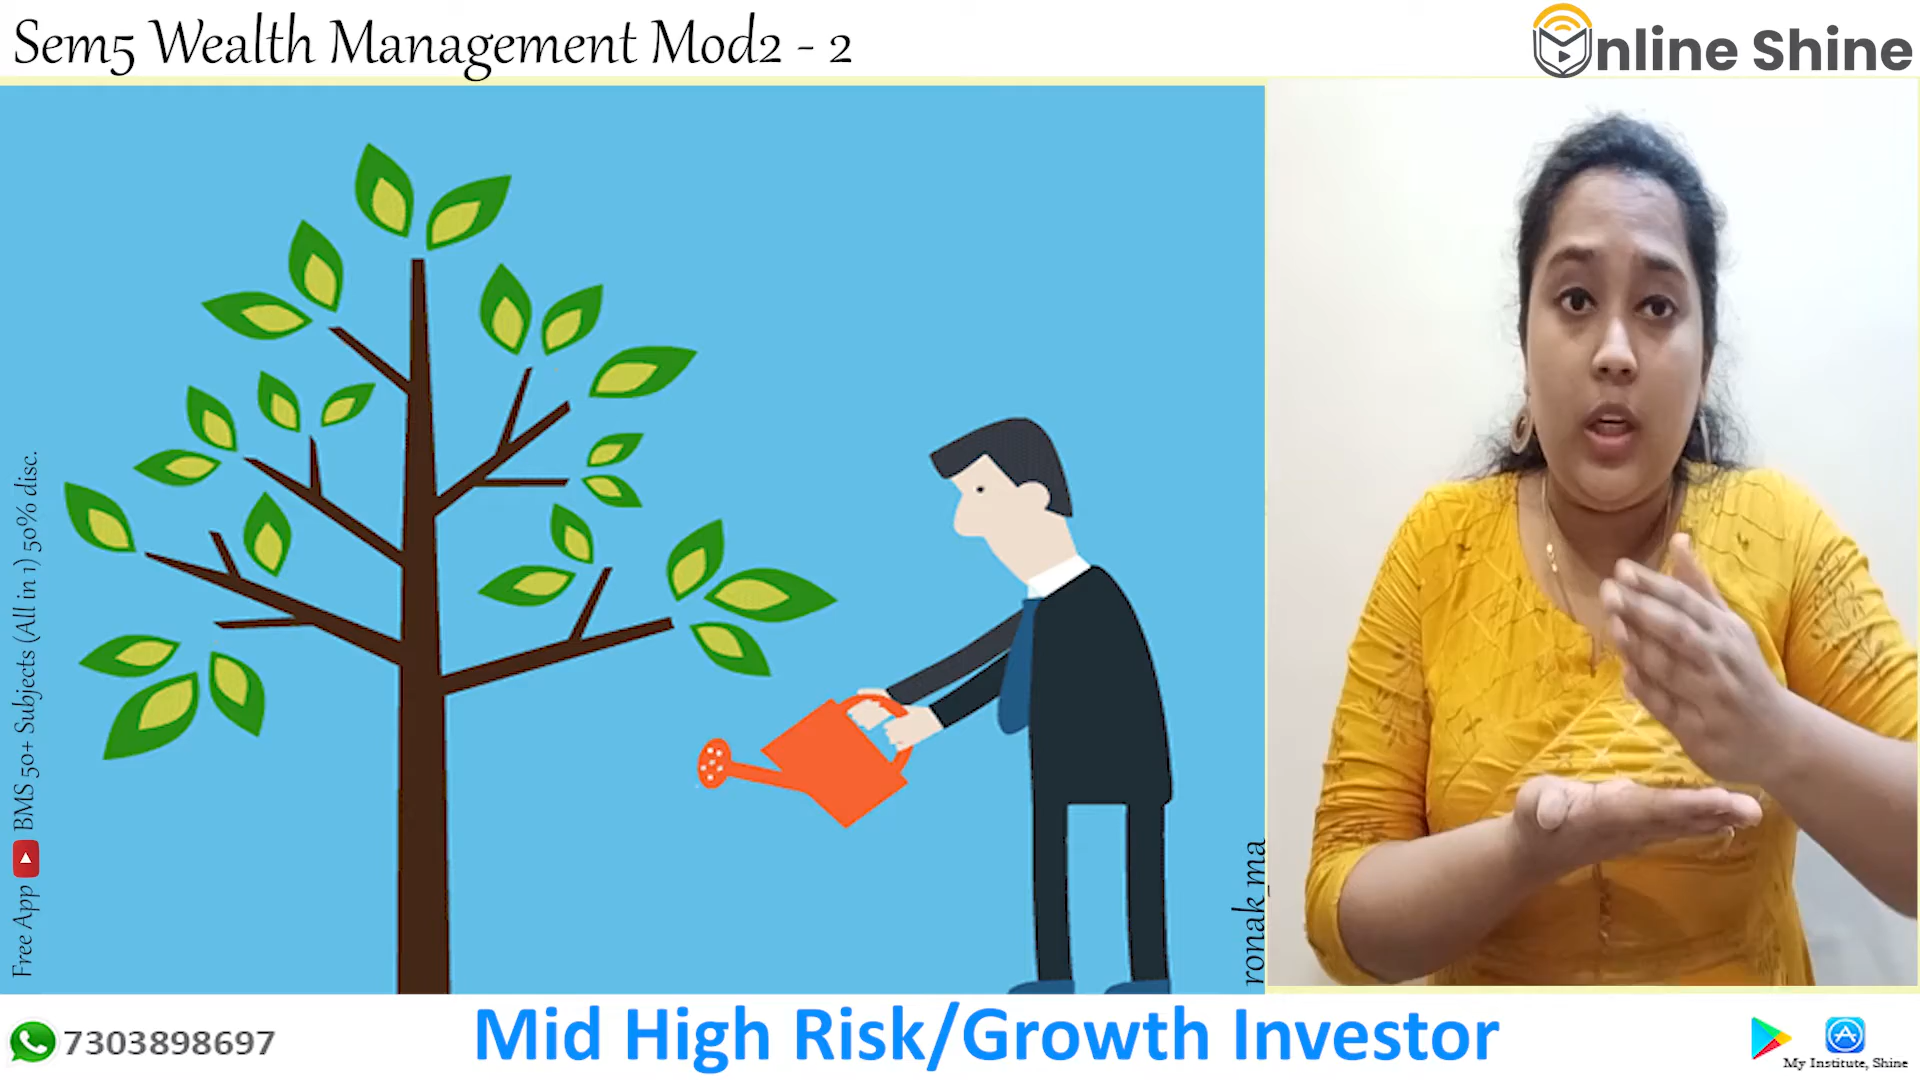 Sem5 Wealth Management Mod2 - 2
Online Shine
Free App BMS 50+ Subjects (All in 1) 50% disc.
ronak_ma
7303898697
Mid High Risk/Growth Investor
My Institute, Shine